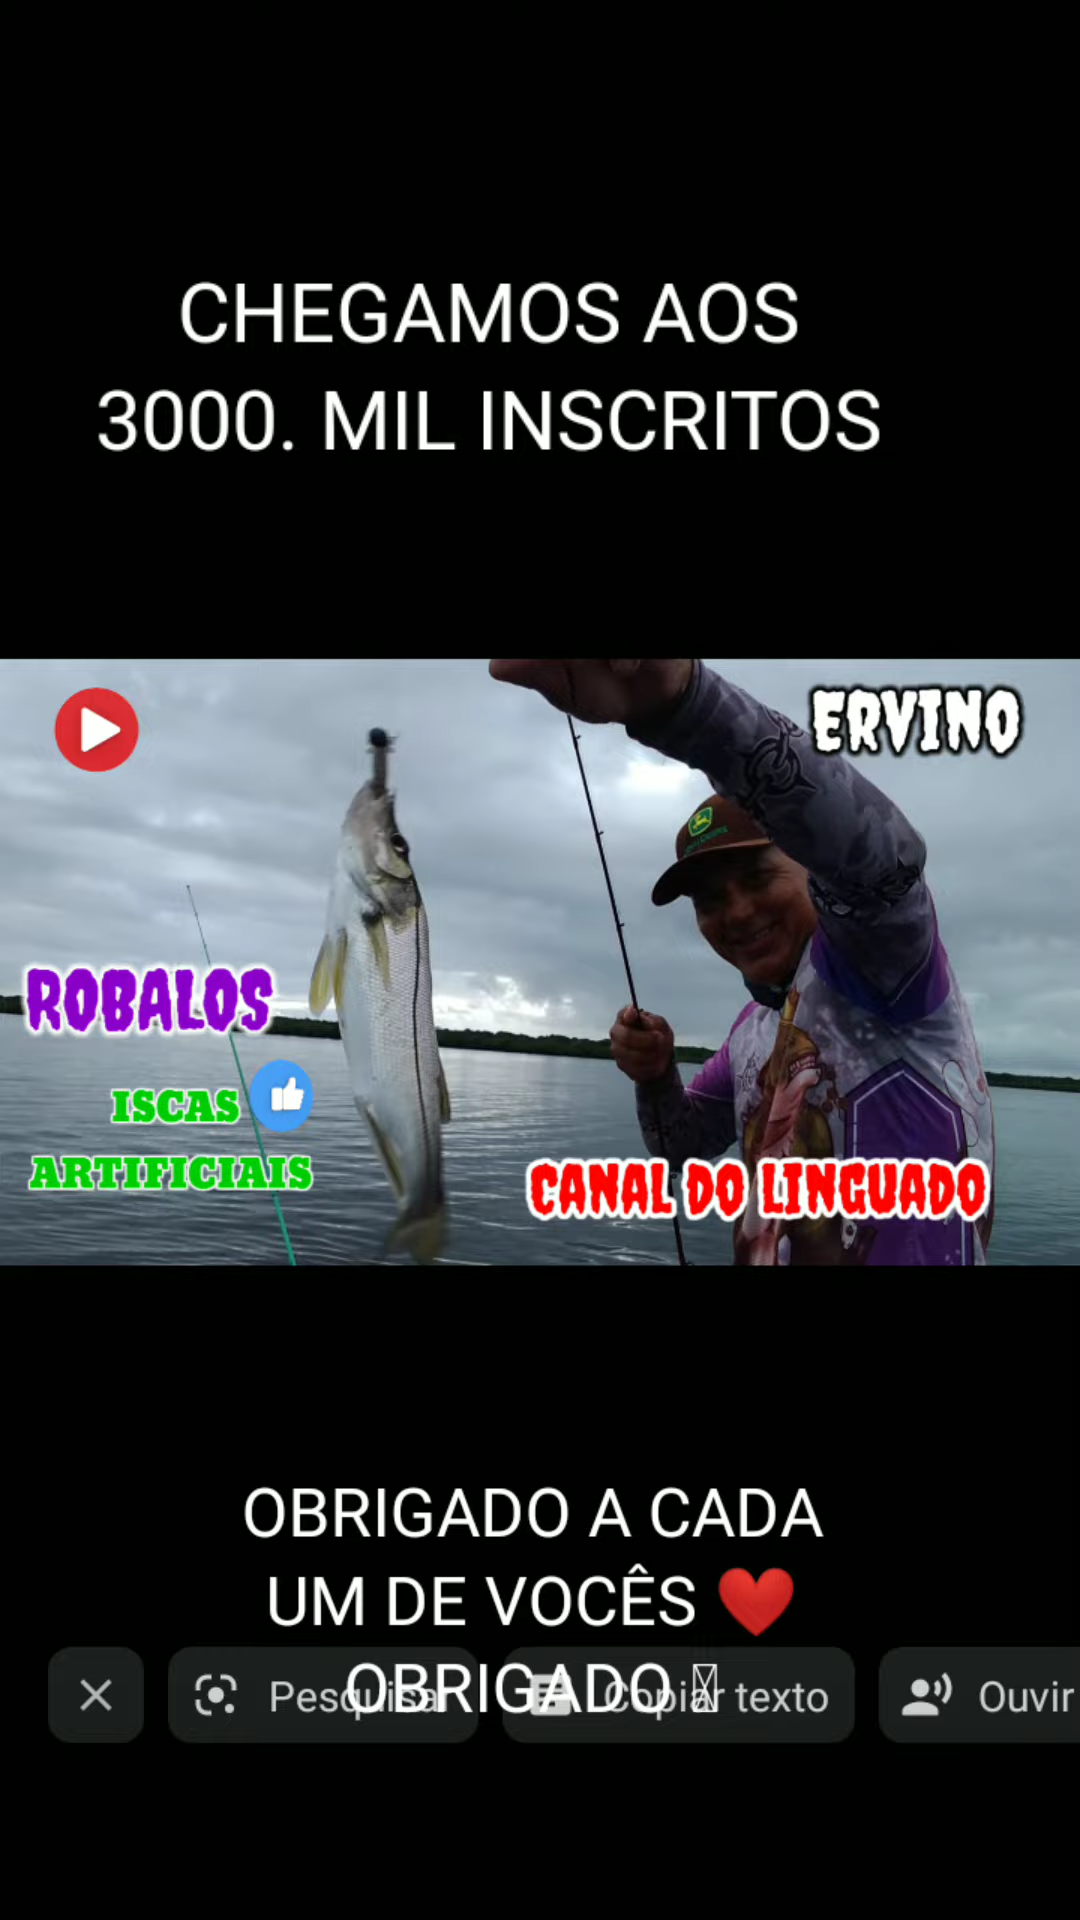 CHEGAMOS AOS
3000. MIL INSCRITOS
ERVINO
ROBALOS
ISCAS
ARTIFICIAIS
CANAL DO LINGUADO
OBRIGADO A CADA
UM DE VOCÊS ❤️
OBRIGADO
Pesquisar
Copiar texto
Ouvir